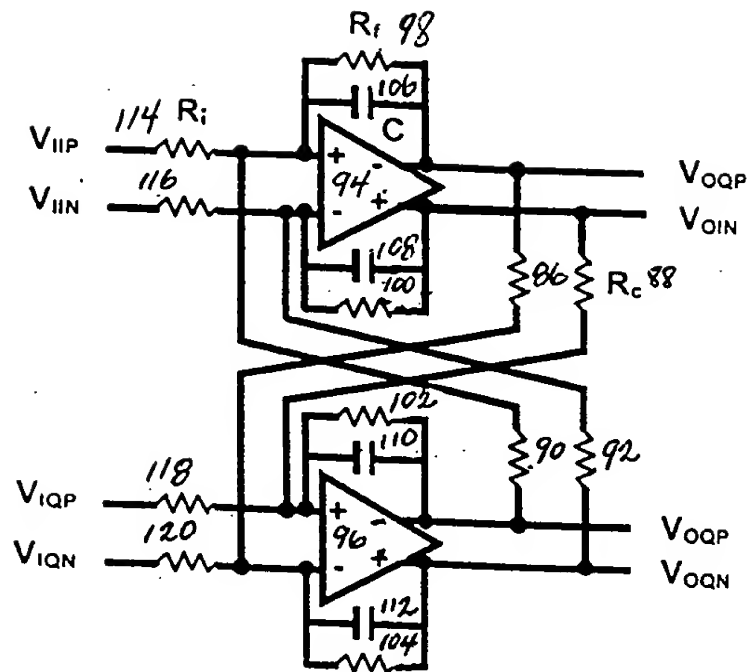 Rf 98
106
C
114 Ri
VIIP
+ -
94
VOQP
116
VIIN
- +
VOIN
108
100
86
Rc 88
102
110
90
92
118
VIQP
+ -
96
VOQP
120
VIQN
- +
VOQN
112
104